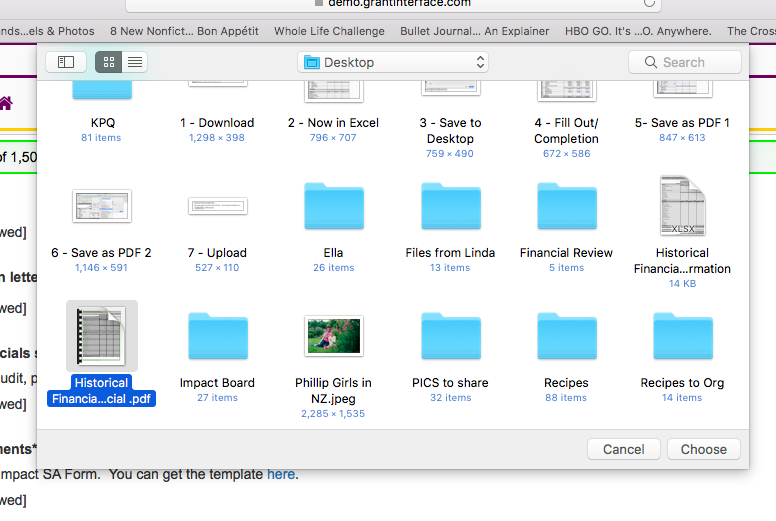 demo.grantinterface.com
nds...els & Photos 8 New Nonfict... Bon Appétit Whole Life Challenge Bullet Journal... An Explainer HBO GO. It's ...O. Anywhere. The Cross
Desktop
Search
of 1,50
KPQ
81 items
1 - Download
1,298 × 398
2 - Now in Excel
796 × 707
3 - Save to
Desktop
759 × 490
4 - Fill Out/
Completion
672 × 586
5- Save as PDF 1
847 × 613
wed]
6 - Save as PDF 2
1,146 × 591
7 - Upload
527 × 110
Ella
26 items
Files from Linda
13 items
Financial Review
5 items
XLSX
Historical
Financia...rmation
14 KB
n lette
wed]
cials s
audit, p
wed]
Historical
Financia...cial .pdf
Impact Board
27 items
Phillip Girls in
NZ.jpeg
2,285 × 1,535
PICS to share
32 items
Recipes
88 items
Recipes to Org
14 items
Cancel
Choose
ments*
mpact SA Form. You can get the template here.
wed]